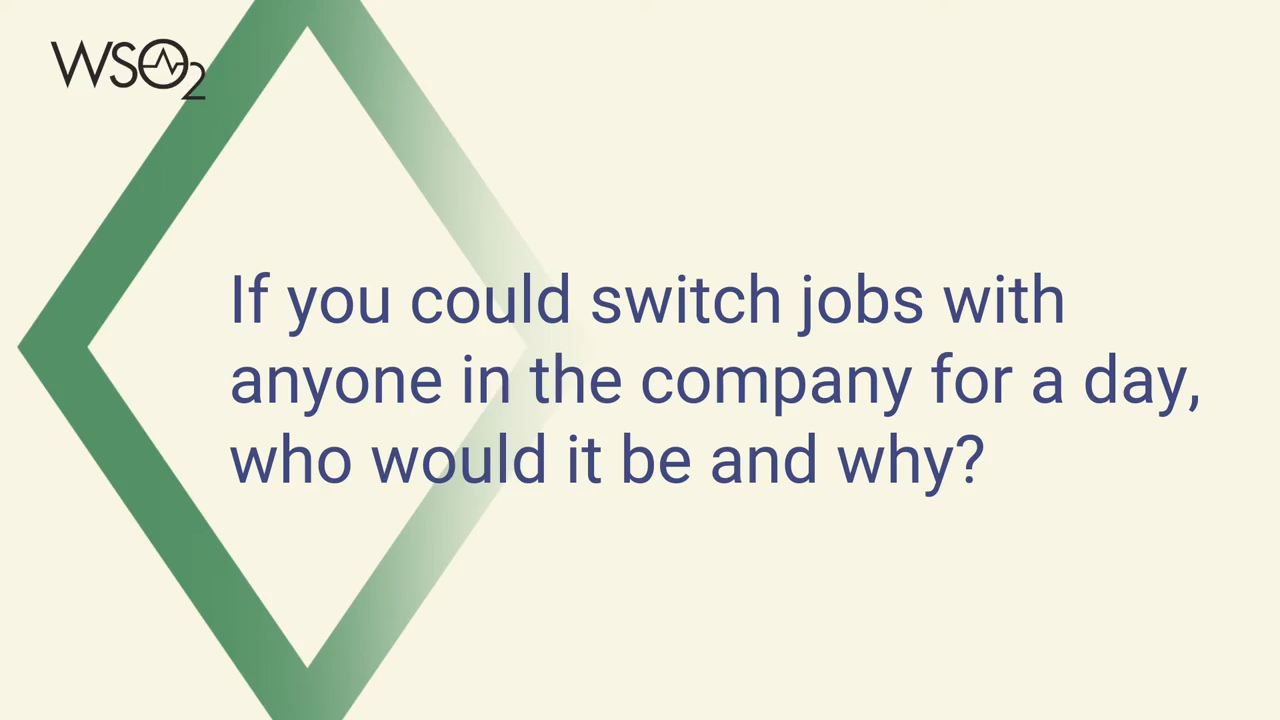 WSO2
If you could switch jobs with
anyone in the company for a day,
who would it be and why?